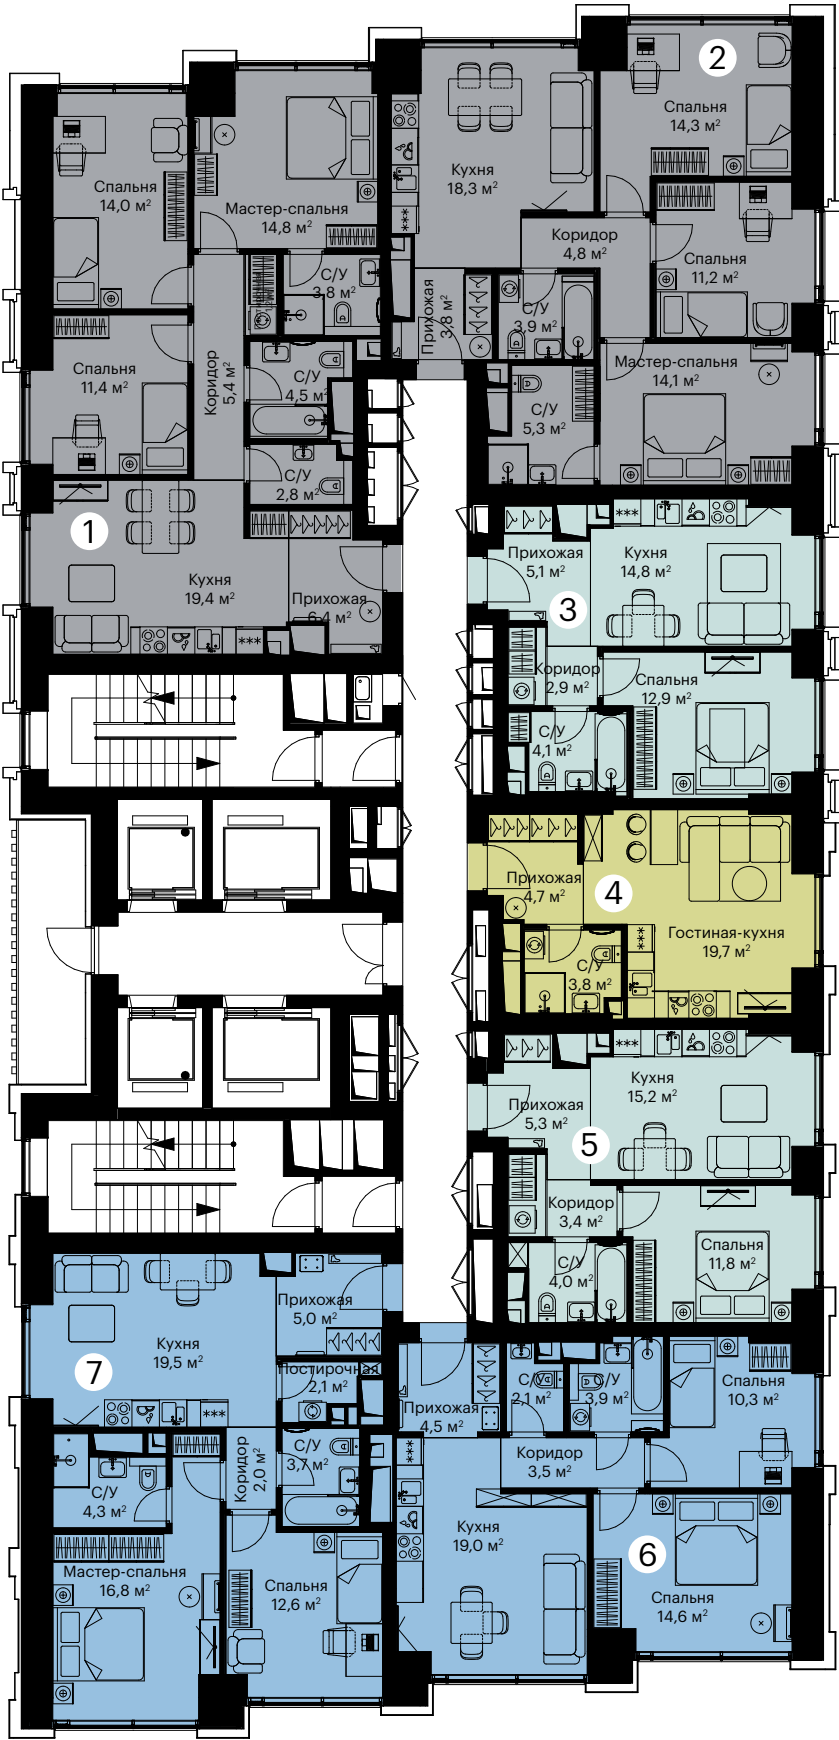 2
Спальня
14,3 м²
Кухня
18,3 м²
Спальня
14,0 м²
Мастер-спальня
14,8 м²
Коридор
4,8 м²
Спальня
11,2 м²
С/У
3,8 м²
Прихожая
3,8 м²
С/У
3,9 м²
Спальня
11,4 м²
Коридор
5,4 м²
С/У
4,5 м²
Мастер-спальня
14,1 м²
С/У
5,3 м²
С/У
2,8 м²
1
Кухня
19,4 м²
Прихожая
6,4 м²
Прихожая
5,1 м²
Кухня
14,8 м²
3
Коридор
2,9 м²
Спальня
12,9 м²
С/У
4,1 м²
Прихожая
4,7 м²
4
Гостиная-кухня
19,7 м²
С/У
3,8 м²
Прихожая
5,3 м²
Кухня
15,2 м²
5
Коридор
3,4 м²
Спальня
11,8 м²
С/У
4,0 м²
Прихожая
5,0 м²
Кухня
19,5 м²
7
Постирочная
2,1 м²
Прихожая
4,5 м²
С/У
2,1 м²
С/У
3,9 м²
Спальня
10,3 м²
С/У
4,3 м²
Коридор
2,0 м²
С/У
3,7 м²
Коридор
3,5 м²
Кухня
19,0 м²
6
Мастер-спальня
16,8 м²
Спальня
12,6 м²
Спальня
14,6 м²